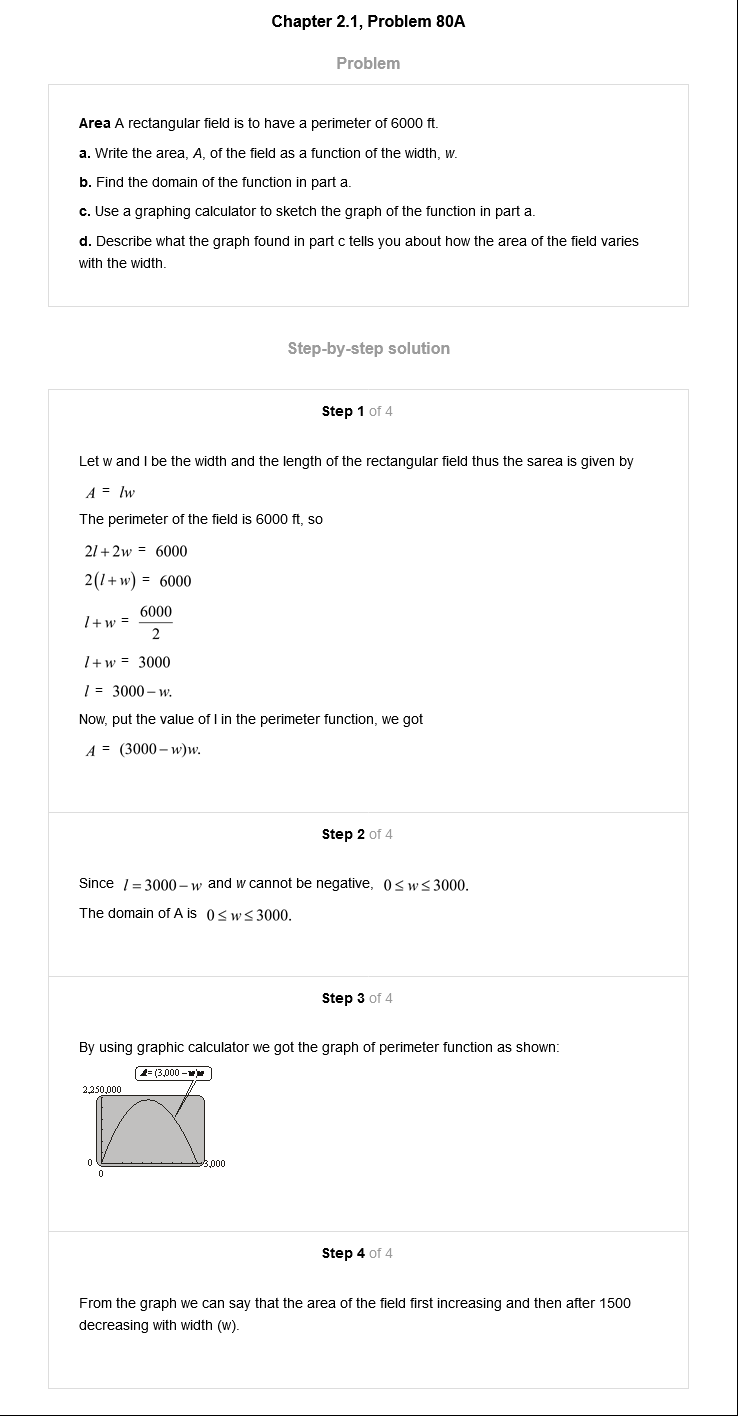 Chapter 2.1, Problem 80A
Problem
Area A rectangular field is to have a perimeter of 6000 ft.
a. Write the area, A, of the field as a function of the width, w.
b. Find the domain of the function in part a.
c. Use a graphing calculator to sketch the graph of the function in part a.
d. Describe what the graph found in part c tells you about how the area of the field varies
with the width.
Step-by-step solution
Step 1 of 4
Let w and l be the width and the length of the rectangular field thus the sarea is given by
A = lw
The perimeter of the field is 6000 ft, so
2l + 2w = 6000
2(l + w) = 6000
l + w = 6000/2
l + w = 3000
l = 3000 − w.
Now, put the value of l in the perimeter function, we got
A = (3000 − w)w.
Step 2 of 4
Since l = 3000 − w and w cannot be negative, 0 ≤ w ≤ 3000.
The domain of A is 0 ≤ w ≤ 3000.
Step 3 of 4
By using graphic calculator we got the graph of perimeter function as shown:
A = (3,000 − w)w
2,250,000
0
3,000
0
Step 4 of 4
From the graph we can say that the area of the field first increasing and then after 1500
decreasing with width (w).